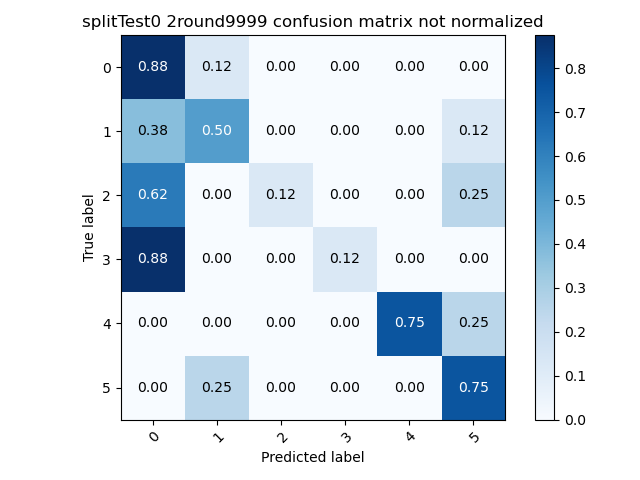 splitTest0 2round9999 confusion matrix not normalized
0 0.88 0.12 0.00 0.00 0.00 0.00
1 0.38 0.50 0.00 0.00 0.00 0.12
2 0.62 0.00 0.12 0.00 0.00 0.25
3 0.88 0.00 0.00 0.12 0.00 0.00
4 0.00 0.00 0.00 0.00 0.75 0.25
5 0.00 0.25 0.00 0.00 0.00 0.75
0 1 2 3 4 5
True label
Predicted label
0.8
0.7
0.6
0.5
0.4
0.3
0.2
0.1
0.0